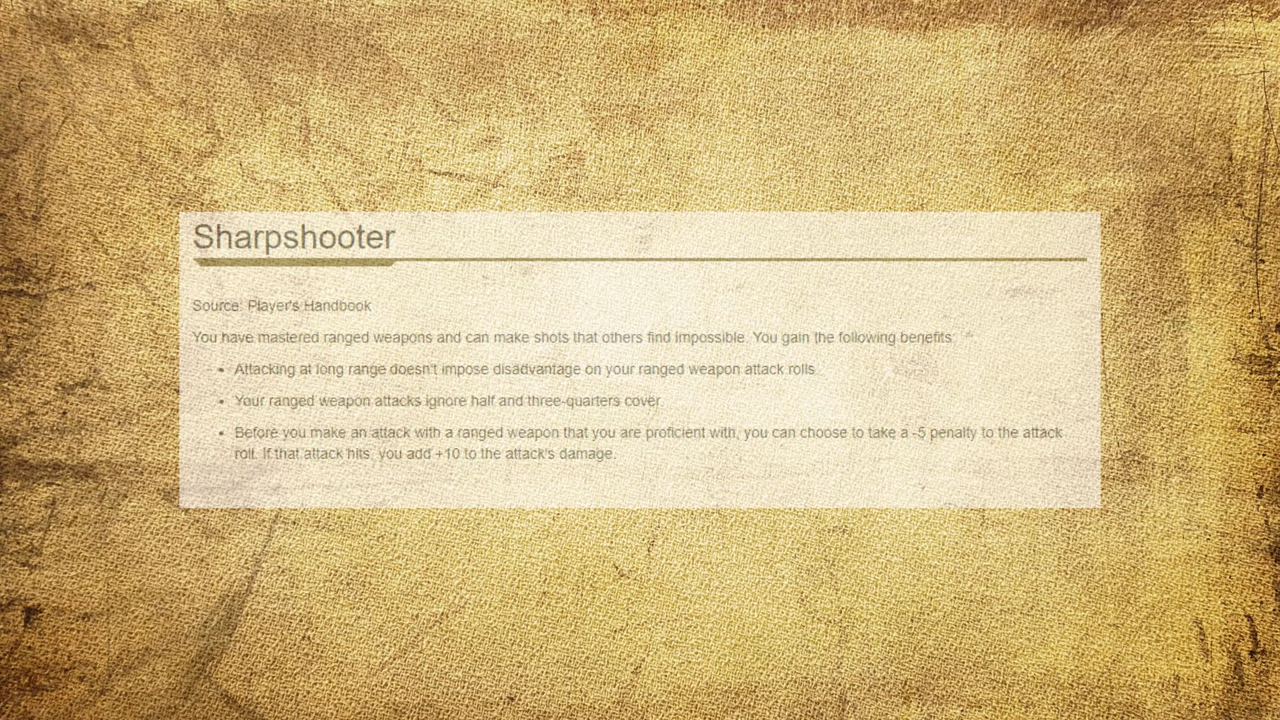 Sharpshooter
Source: Player's Handbook
You have mastered ranged weapons and can make shots that others find impossible. You gain the following benefits:
• Attacking at long range doesn't impose disadvantage on your ranged weapon attack rolls.
• Your ranged weapon attacks ignore half and three-quarters cover.
• Before you make an attack with a ranged weapon that you are proficient with, you can choose to take a -5 penalty to the attack
roll. If that attack hits, you add +10 to the attack's damage.